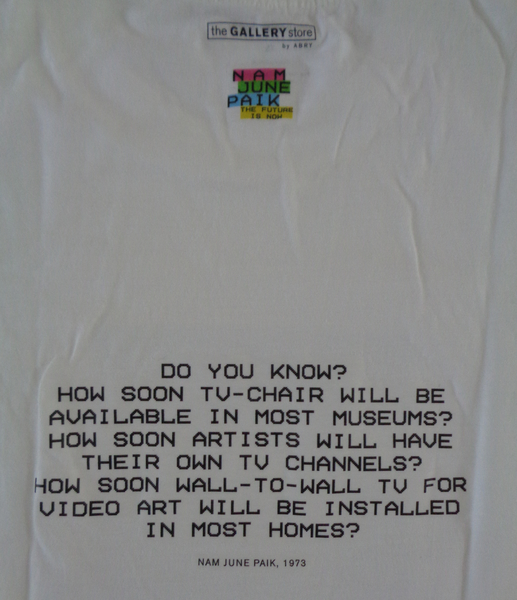 the GALLERY store
by ABRT
NAM
JUNE
PAIK
THE FUTURE
IS NOW
DO YOU KNOW?
HOW SOON TV-CHAIR WILL BE
AVAILABLE IN MOST MUSEUMS?
HOW SOON ARTISTS WILL HAVE
THEIR OWN TV CHANNELS?
HOW SOON WALL-TO-WALL TV FOR
VIDEO ART WILL BE INSTALLED
IN MOST HOMES?
NAM JUNE PAIK, 1973